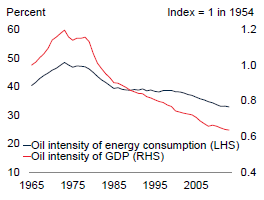 Percent Index = 1 in 1954
60 1.2
50 1.0
40 0.8
30 0.6
20
Oil intensity of energy consumption (LHS)
Oil intensity of GDP (RHS)
10 0.4
1965 1975 1985 1995 2005